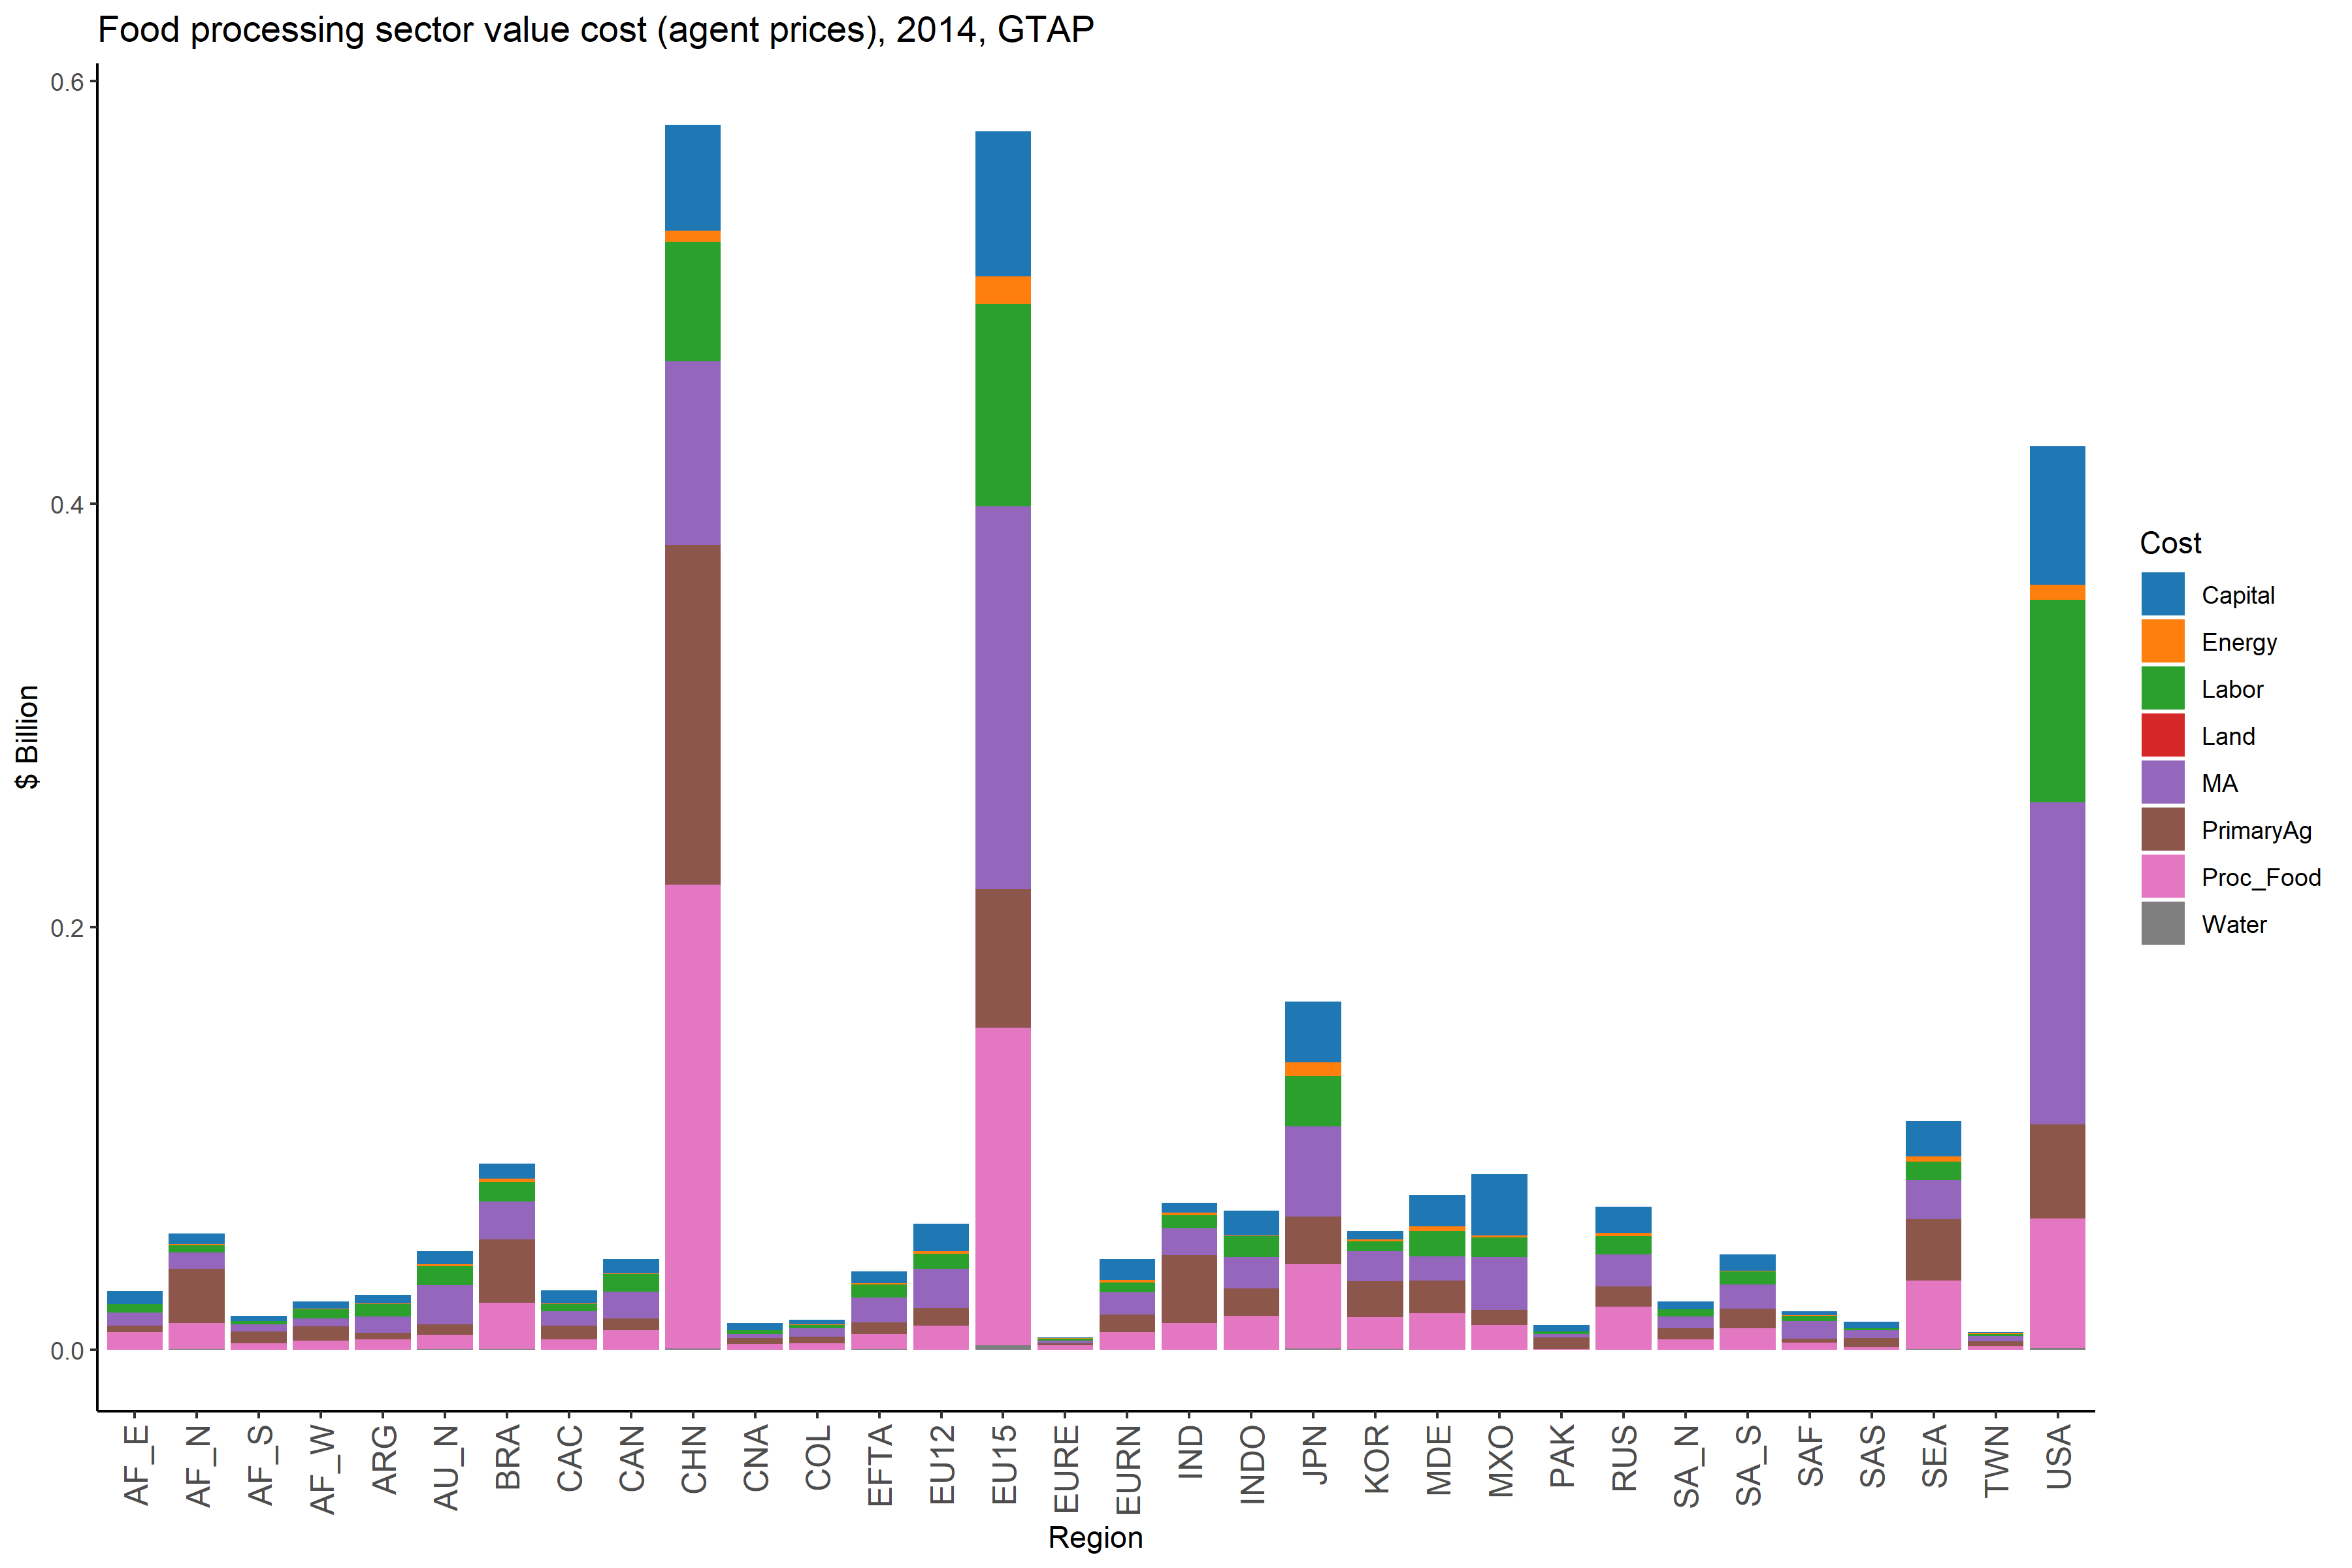 Food processing sector value cost (agent prices), 2014, GTAP
0.6
0.4
0.2
0.0
$ Billion
AF_E
AF_N
AF_S
AF_W
ARG
AU_N
BRA
CAC
CAN
CHN
CNA
COL
EFTA
EU12
EU15
EURE
EURN
IND
INDO
JPN
KOR
MDE
MXO
PAK
RUS
SA_N
SA_S
SAF
SAS
SEA
TWN
USA
Region
Cost
Capital
Energy
Labor
Land
MA
PrimaryAg
Proc_Food
Water